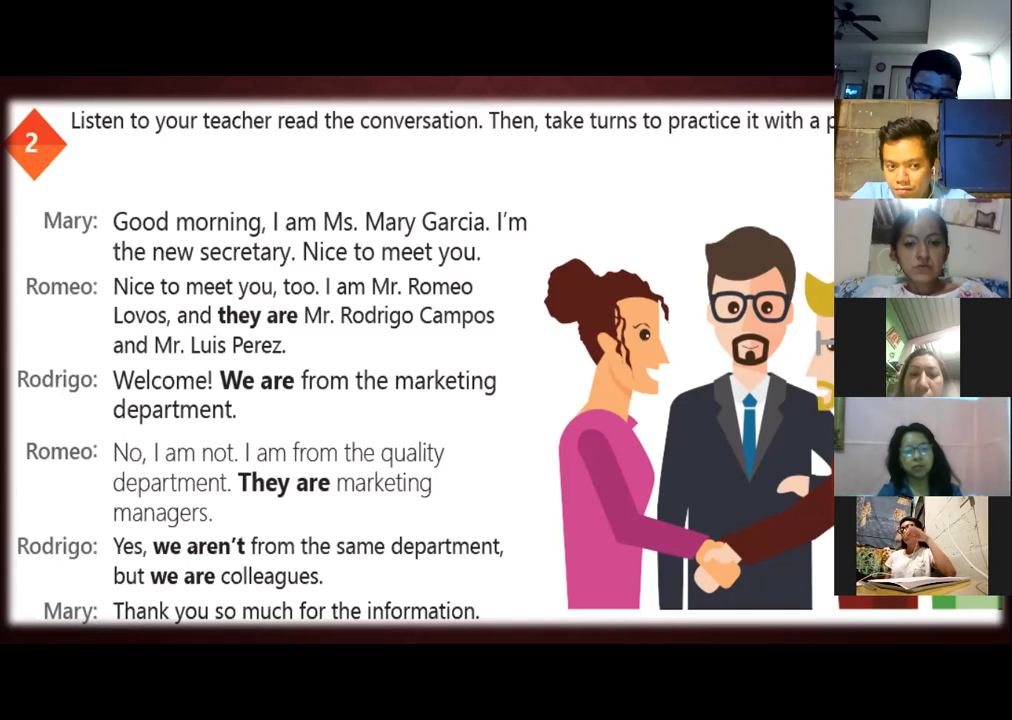 2
Listen to your teacher read the conversation. Then, take turns to practice it with a
Mary: Good morning, I am Ms. Mary Garcia. I'm
the new secretary. Nice to meet you.
Romeo: Nice to meet you, too. I am Mr. Romeo
Lovos, and they are Mr. Rodrigo Campos
and Mr. Luis Perez.
Rodrigo: Welcome! We are from the marketing
department.
Romeo: No, I am not. I am from the quality
department. They are marketing
managers.
Rodrigo: Yes, we aren't from the same department,
but we are colleagues.
Mary: Thank you so much for the information.